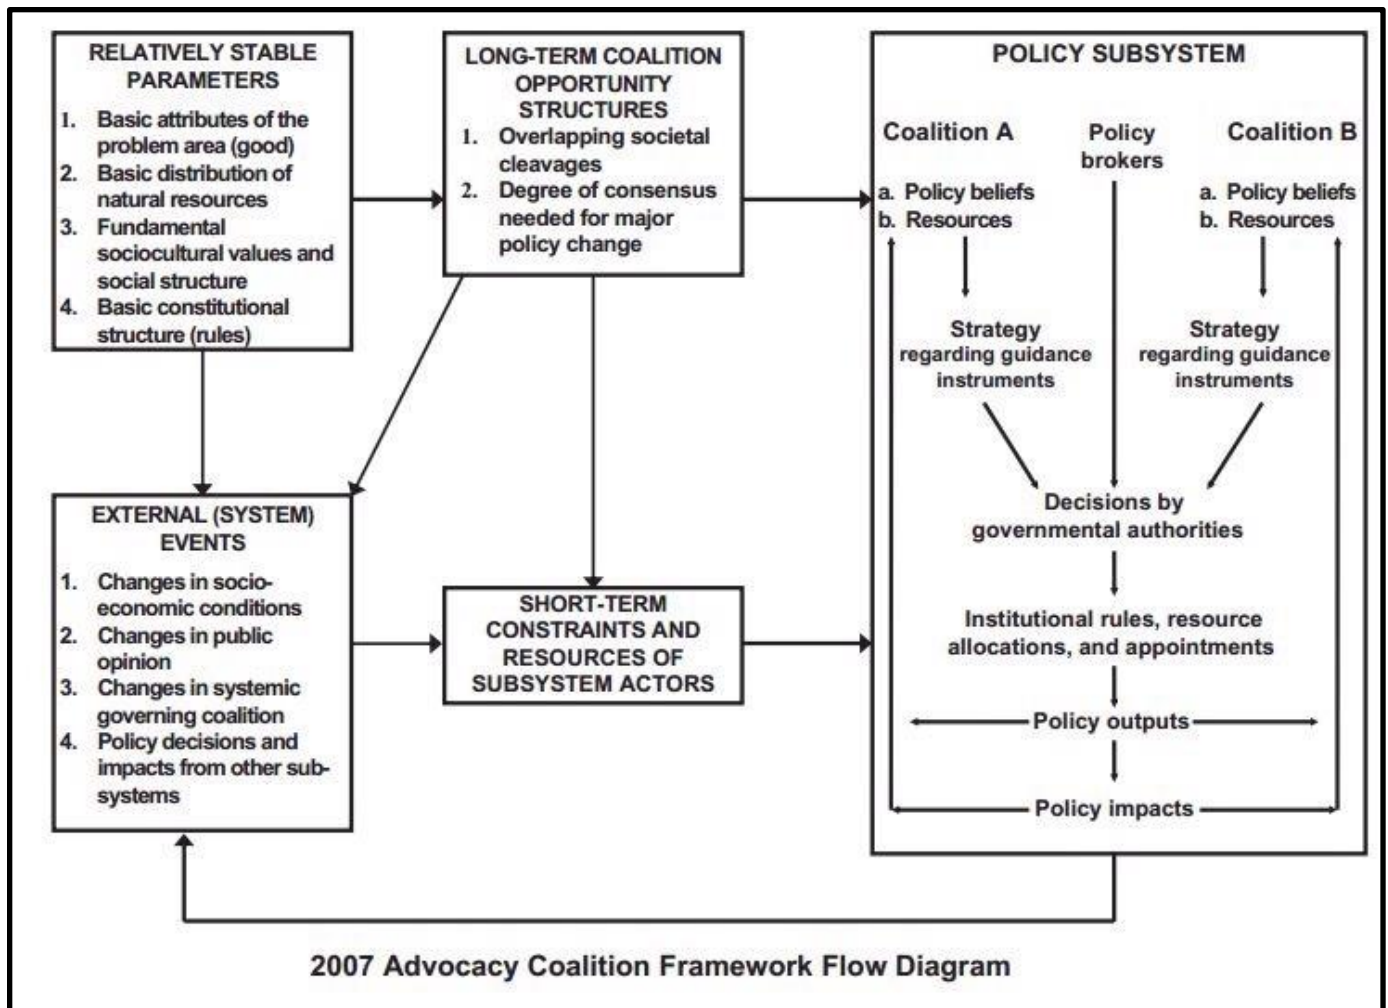 RELATIVELY STABLE
PARAMETERS
1. Basic attributes of the
problem area (good)
2. Basic distribution of
natural resources
3. Fundamental
sociocultural values and
social structure
4. Basic constitutional
structure (rules)
LONG-TERM COALITION
OPPORTUNITY
STRUCTURES
1. Overlapping societal
cleavages
2. Degree of consensus
needed for major
policy change
EXTERNAL (SYSTEM)
EVENTS
1. Changes in socio-
economic conditions
2. Changes in public
opinion
3. Changes in systemic
governing coalition
4. Policy decisions and
impacts from other sub-
systems
SHORT-TERM
CONSTRAINTS AND
RESOURCES OF
SUBSYSTEM ACTORS
POLICY SUBSYSTEM
Coalition A
a. Policy beliefs
b. Resources
Strategy
regarding guidance
instruments
Policy
brokers
Coalition B
a. Policy beliefs
b. Resources
Strategy
regarding guidance
instruments
Decisions by
governmental authorities
Institutional rules, resource
allocations, and appointments
Policy outputs
Policy impacts
2007 Advocacy Coalition Framework Flow Diagram